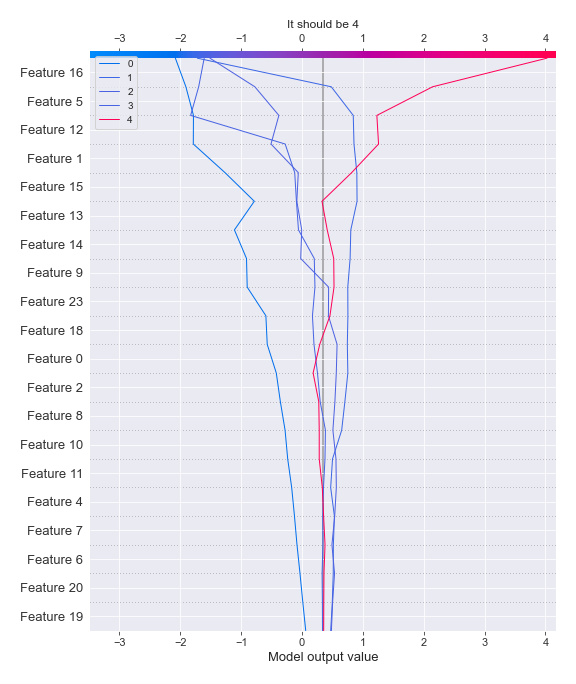 It should be 4
−3 −2 −1 0 1 2 3 4
0
1
2
3
4
Feature 16
Feature 5
Feature 12
Feature 1
Feature 15
Feature 13
Feature 14
Feature 9
Feature 23
Feature 18
Feature 0
Feature 2
Feature 8
Feature 10
Feature 11
Feature 4
Feature 7
Feature 6
Feature 20
Feature 19
−3 −2 −1 0 1 2 3 4
Model output value